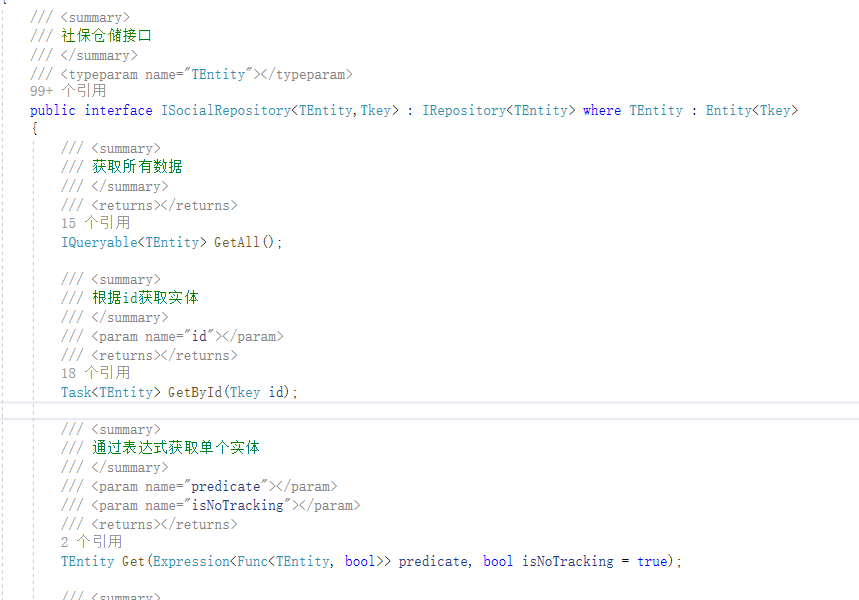 /// <summary>
/// 社保仓储接口
/// </summary>
/// <typeparam name="TEntity"></typeparam>
99+ 个引用
public interface ISocialRepository<TEntity,Tkey> : IRepository<TEntity> where TEntity : Entity<Tkey>
{
/// <summary>
/// 获取所有数据
/// </summary>
/// <returns></returns>
15 个引用
IQueryable<TEntity> GetAll();
/// <summary>
/// 根据id获取实体
/// </summary>
/// <param name="id"></param>
/// <returns></returns>
18 个引用
Task<TEntity> GetById(Tkey id);
/// <summary>
/// 通过表达式获取单个实体
/// </summary>
/// <param name="predicate"></param>
/// <param name="isNoTracking"></param>
/// <returns></returns>
2 个引用
TEntity Get(Expression<Func<TEntity, bool>> predicate, bool isNoTracking = true);
/// <summary>